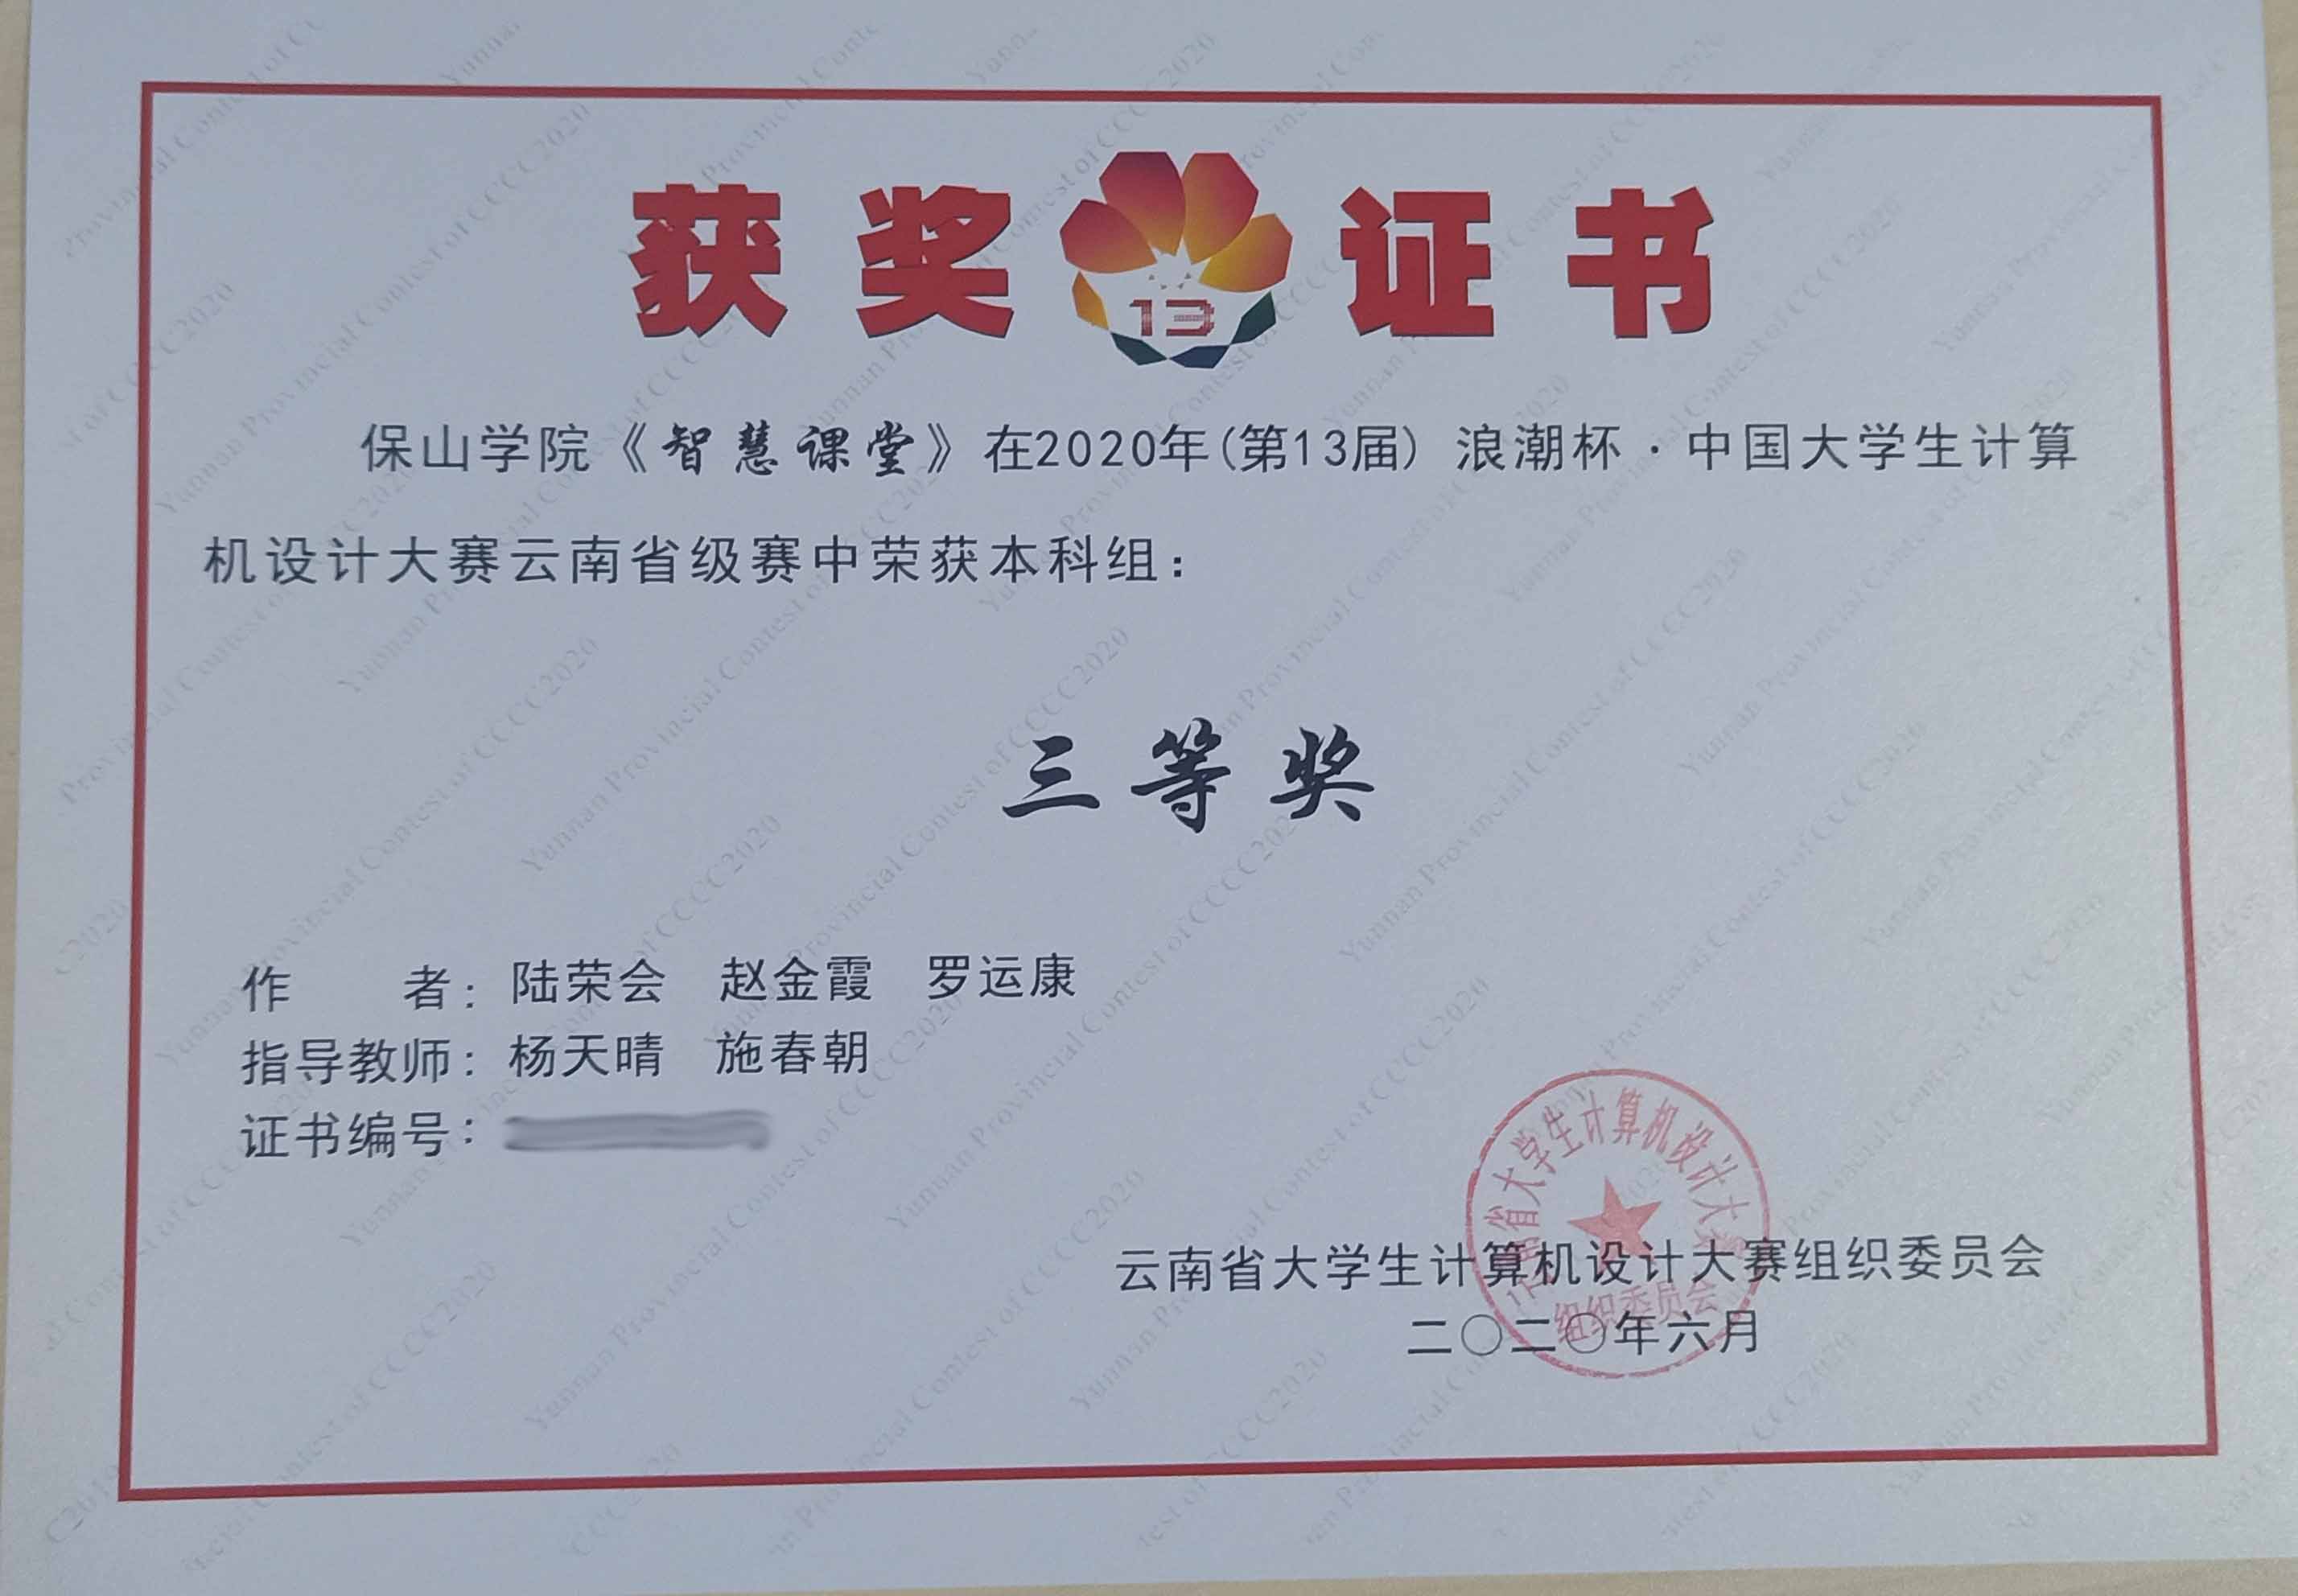 获奖证书
13
保山学院《智慧课堂》在2020年(第13届) 浪潮杯·中国大学生计算
机设计大赛云南省级赛中荣获本科组：
三等奖
作 者：陆荣会 赵金霞 罗运康
指导教师：杨天晴 施春朝
证书编号：
云南省大学生计算机设计大赛组织委员会
二〇二〇年六月
云南省大学生计算机设计大赛
组织委员会
Yunnan Provincial Contest of CCCC2020